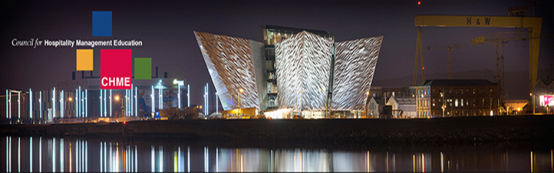 Council for Hospitality Management Education
CHME
H & W